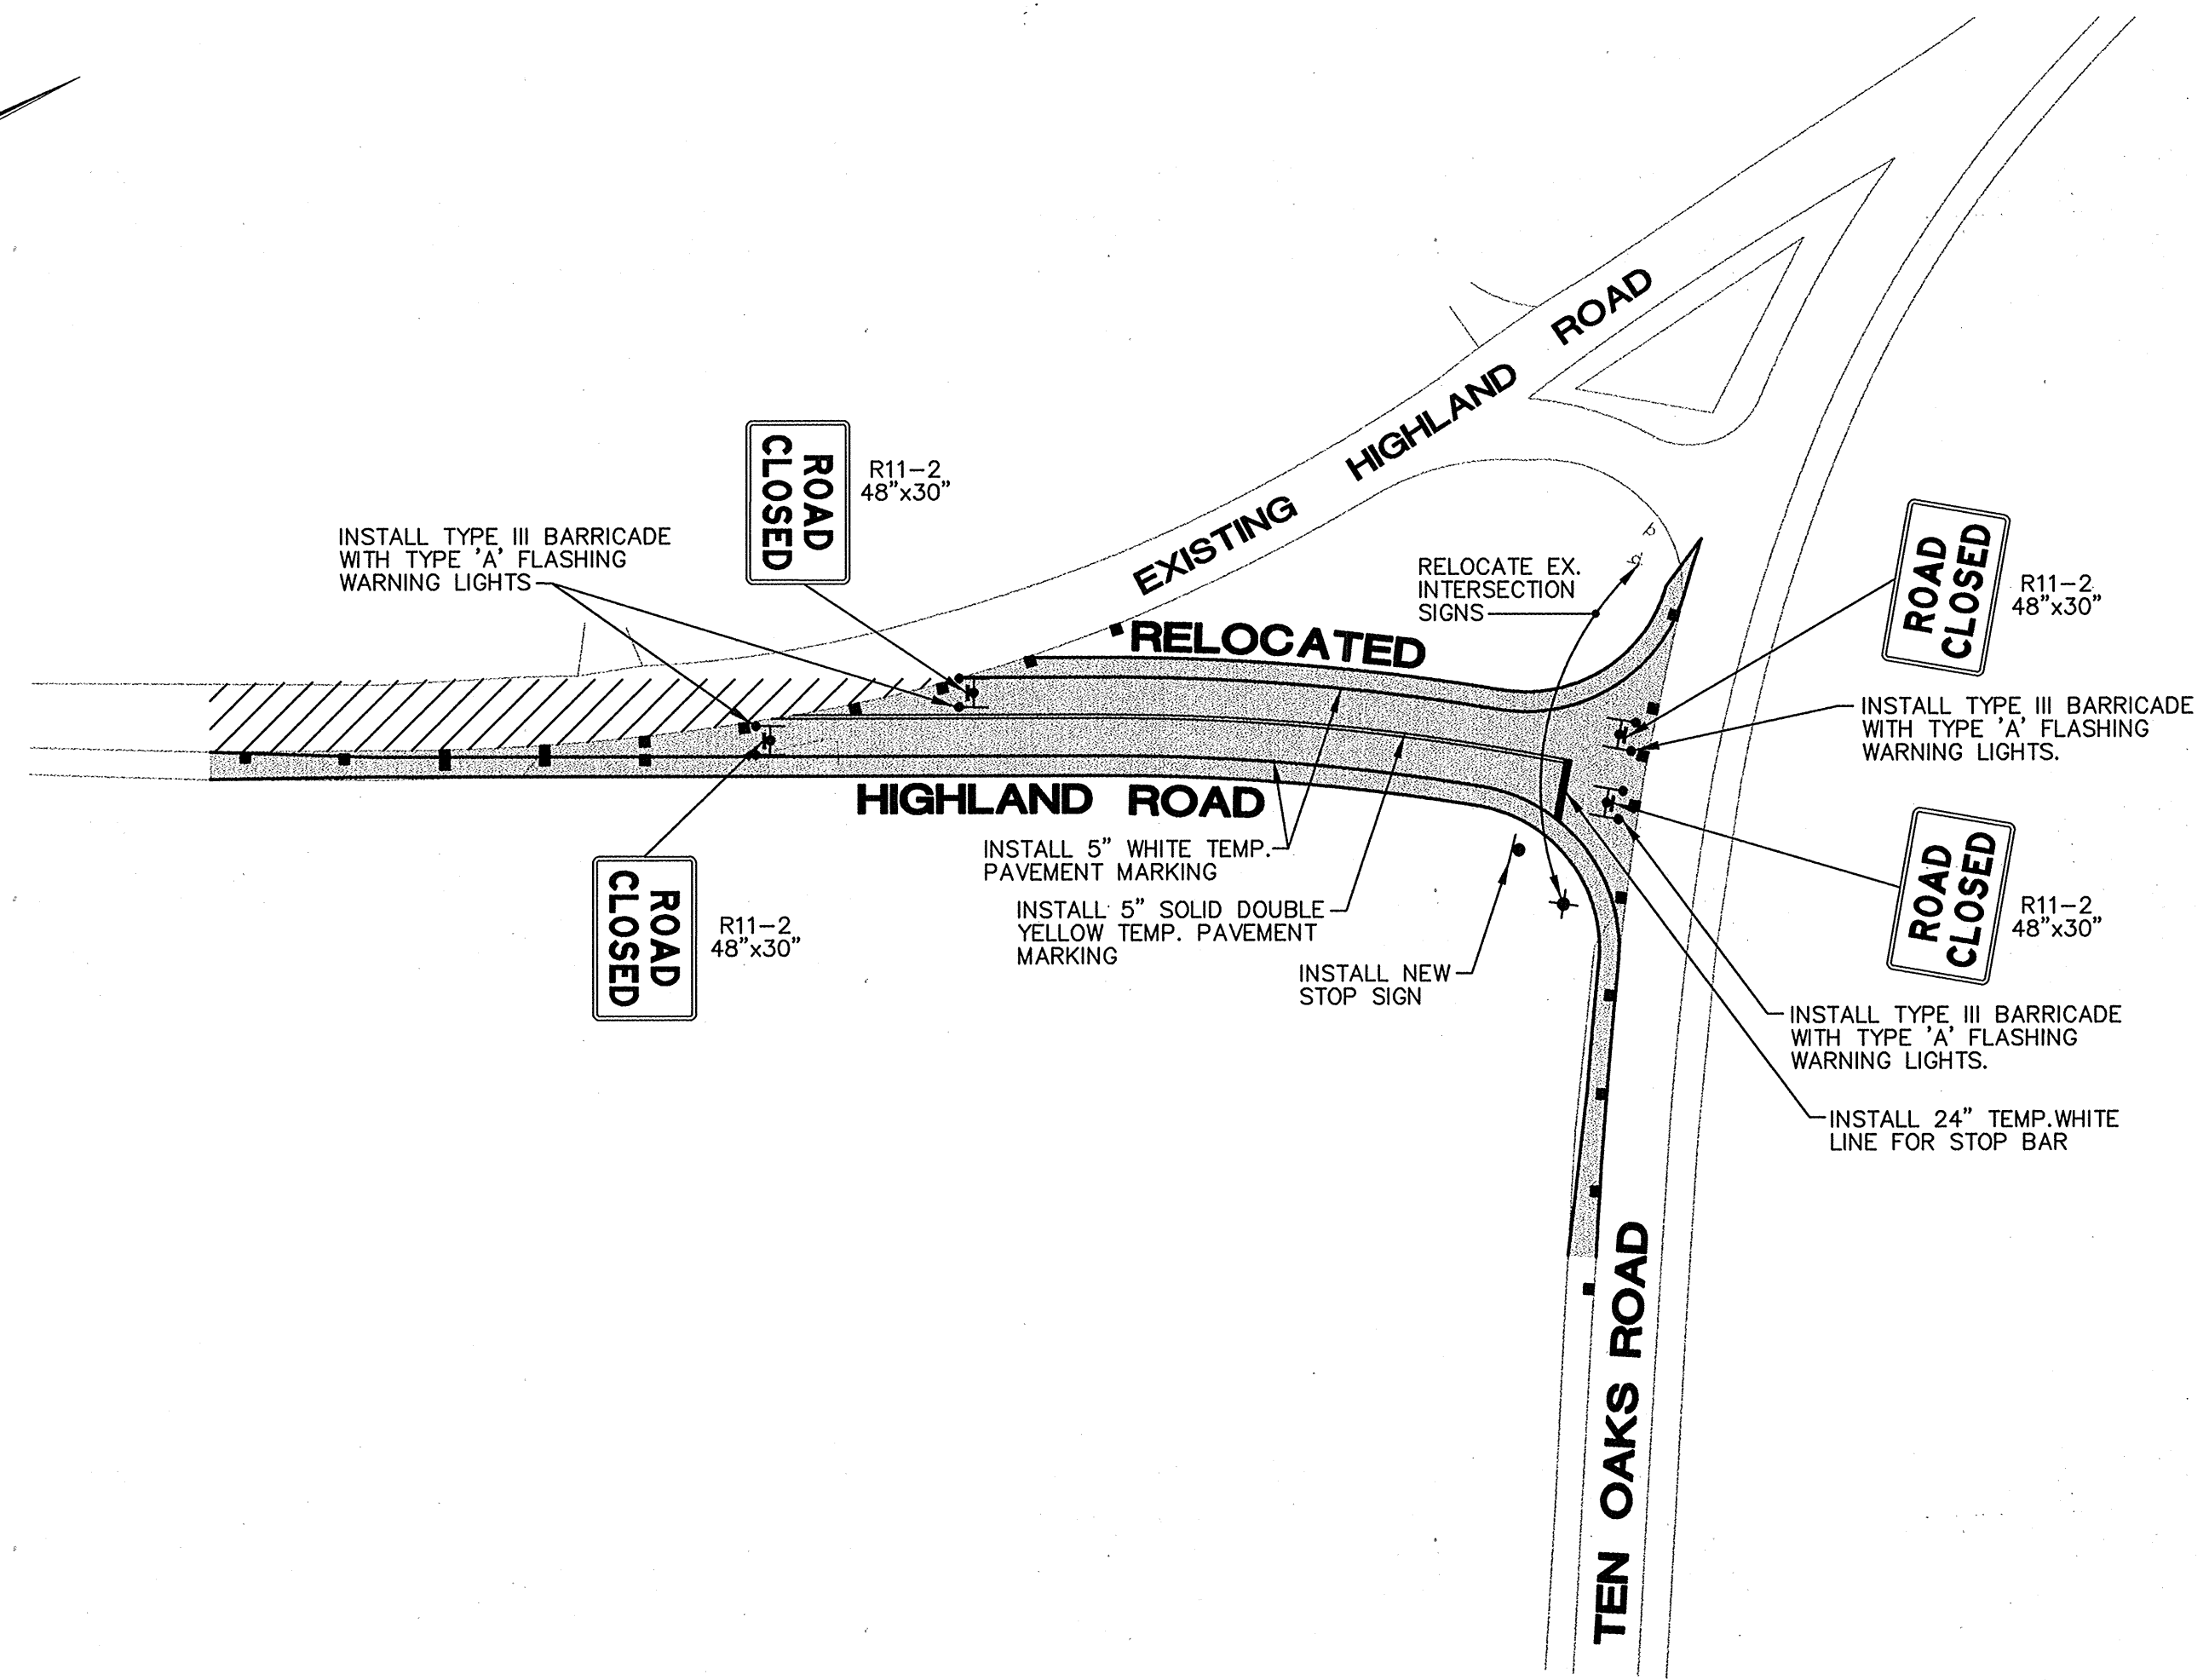 EXISTING HIGHLAND ROAD
ROAD
CLOSED
R11-2
48"x30"
INSTALL TYPE III BARRICADE
WITH TYPE 'A' FLASHING
WARNING LIGHTS
RELOCATE EX.
INTERSECTION
SIGNS
ROAD
CLOSED
R11-2
48"x30"
RELOCATED
HIGHLAND ROAD
INSTALL TYPE III BARRICADE
WITH TYPE 'A' FLASHING
WARNING LIGHTS.
ROAD
CLOSED
R11-2
48"x30"
INSTALL 5" WHITE TEMP.
PAVEMENT MARKING
INSTALL 5" SOLID DOUBLE
YELLOW TEMP. PAVEMENT
MARKING
INSTALL NEW
STOP SIGN
ROAD
CLOSED
R11-2
48"x30"
INSTALL TYPE III BARRICADE
WITH TYPE 'A' FLASHING
WARNING LIGHTS.
INSTALL 24" TEMP.WHITE
LINE FOR STOP BAR
TEN OAKS ROAD